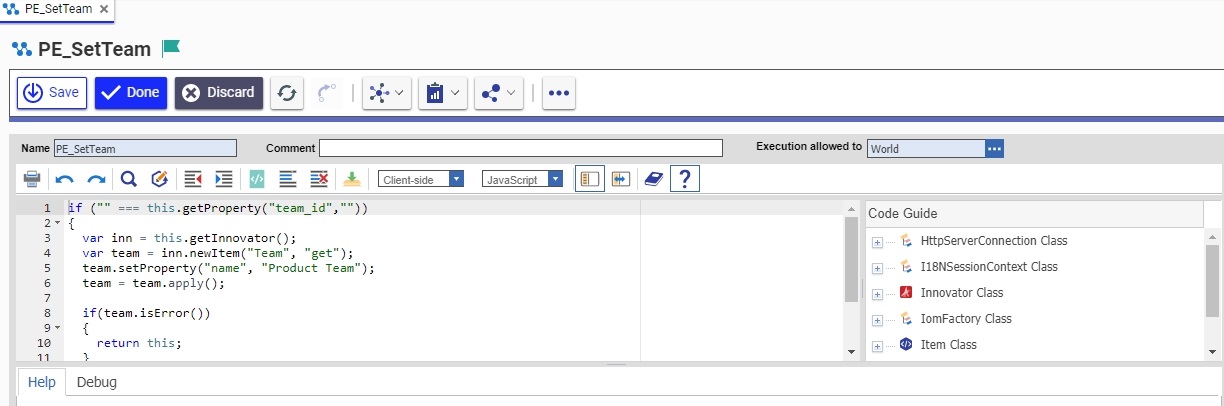 PE_SetTeam
PE_SetTeam
Save Done Discard
Name PE_SetTeam Comment Execution allowed to World
Client-side JavaScript ?
1 if ("" === this.getProperty("team_id",""))
2 {
3 var inn = this.getInnovator();
4 var team = inn.newItem("Team", "get");
5 team.setProperty("name", "Product Team");
6 team = team.apply();
7
8 if(team.isError())
9 {
10 return this;
11 }
Code Guide
HttpServerConnection Class
I18NSessionContext Class
Innovator Class
IomFactory Class
Item Class
Help Debug